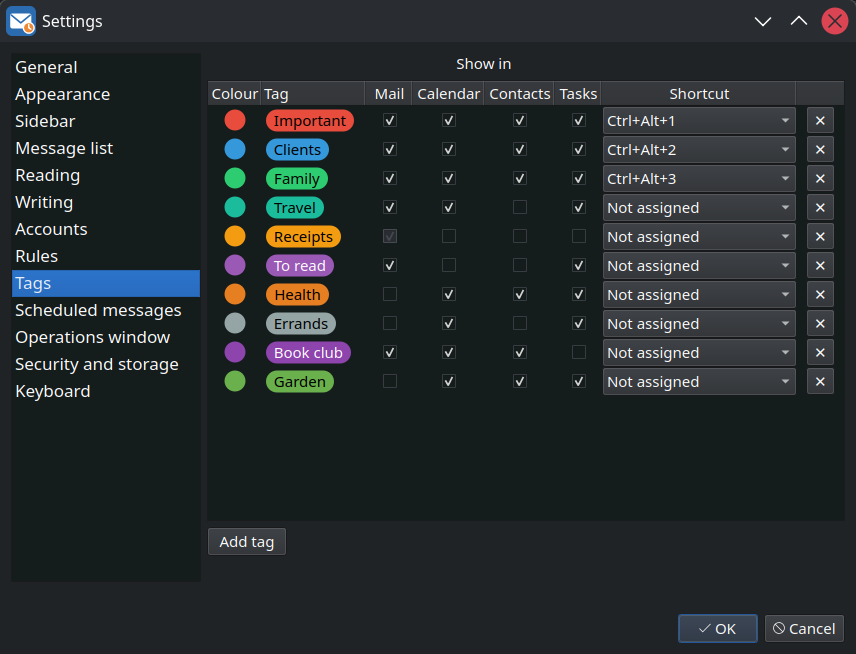 Settings
General
Appearance
Sidebar
Message list
Reading
Writing
Accounts
Rules
Tags
Scheduled messages
Operations window
Security and storage
Keyboard
Show in
Colour Tag Mail Calendar Contacts Tasks Shortcut
Important Ctrl+Alt+1
Clients Ctrl+Alt+2
Family Ctrl+Alt+3
Travel Not assigned
Receipts Not assigned
To read Not assigned
Health Not assigned
Errands Not assigned
Book club Not assigned
Garden Not assigned
Add tag
OK Cancel